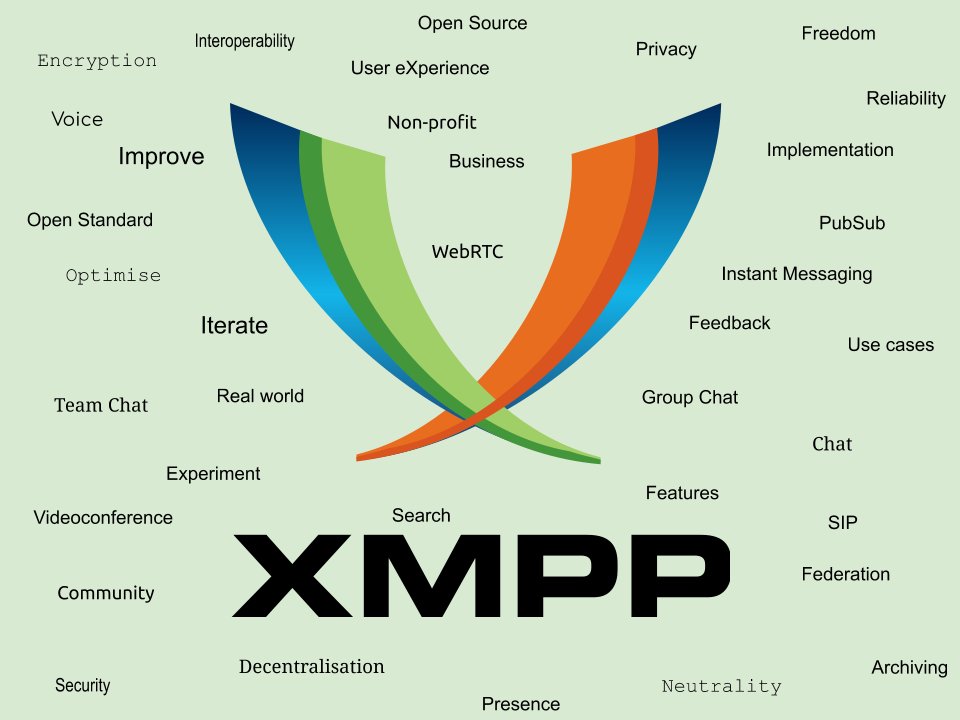 Open Source
Freedom
Interoperability
Privacy
Encryption
User eXperience
Reliability
Voice
Non-profit
Improve
Business
Implementation
Open Standard
PubSub
WebRTC
Optimise
Instant Messaging
Iterate
Feedback
Use cases
Real world
Group Chat
Team Chat
Chat
Experiment
Features
Videoconference
Search
SIP
XMPP
Federation
Community
Decentralisation
Archiving
Security
Neutrality
Presence